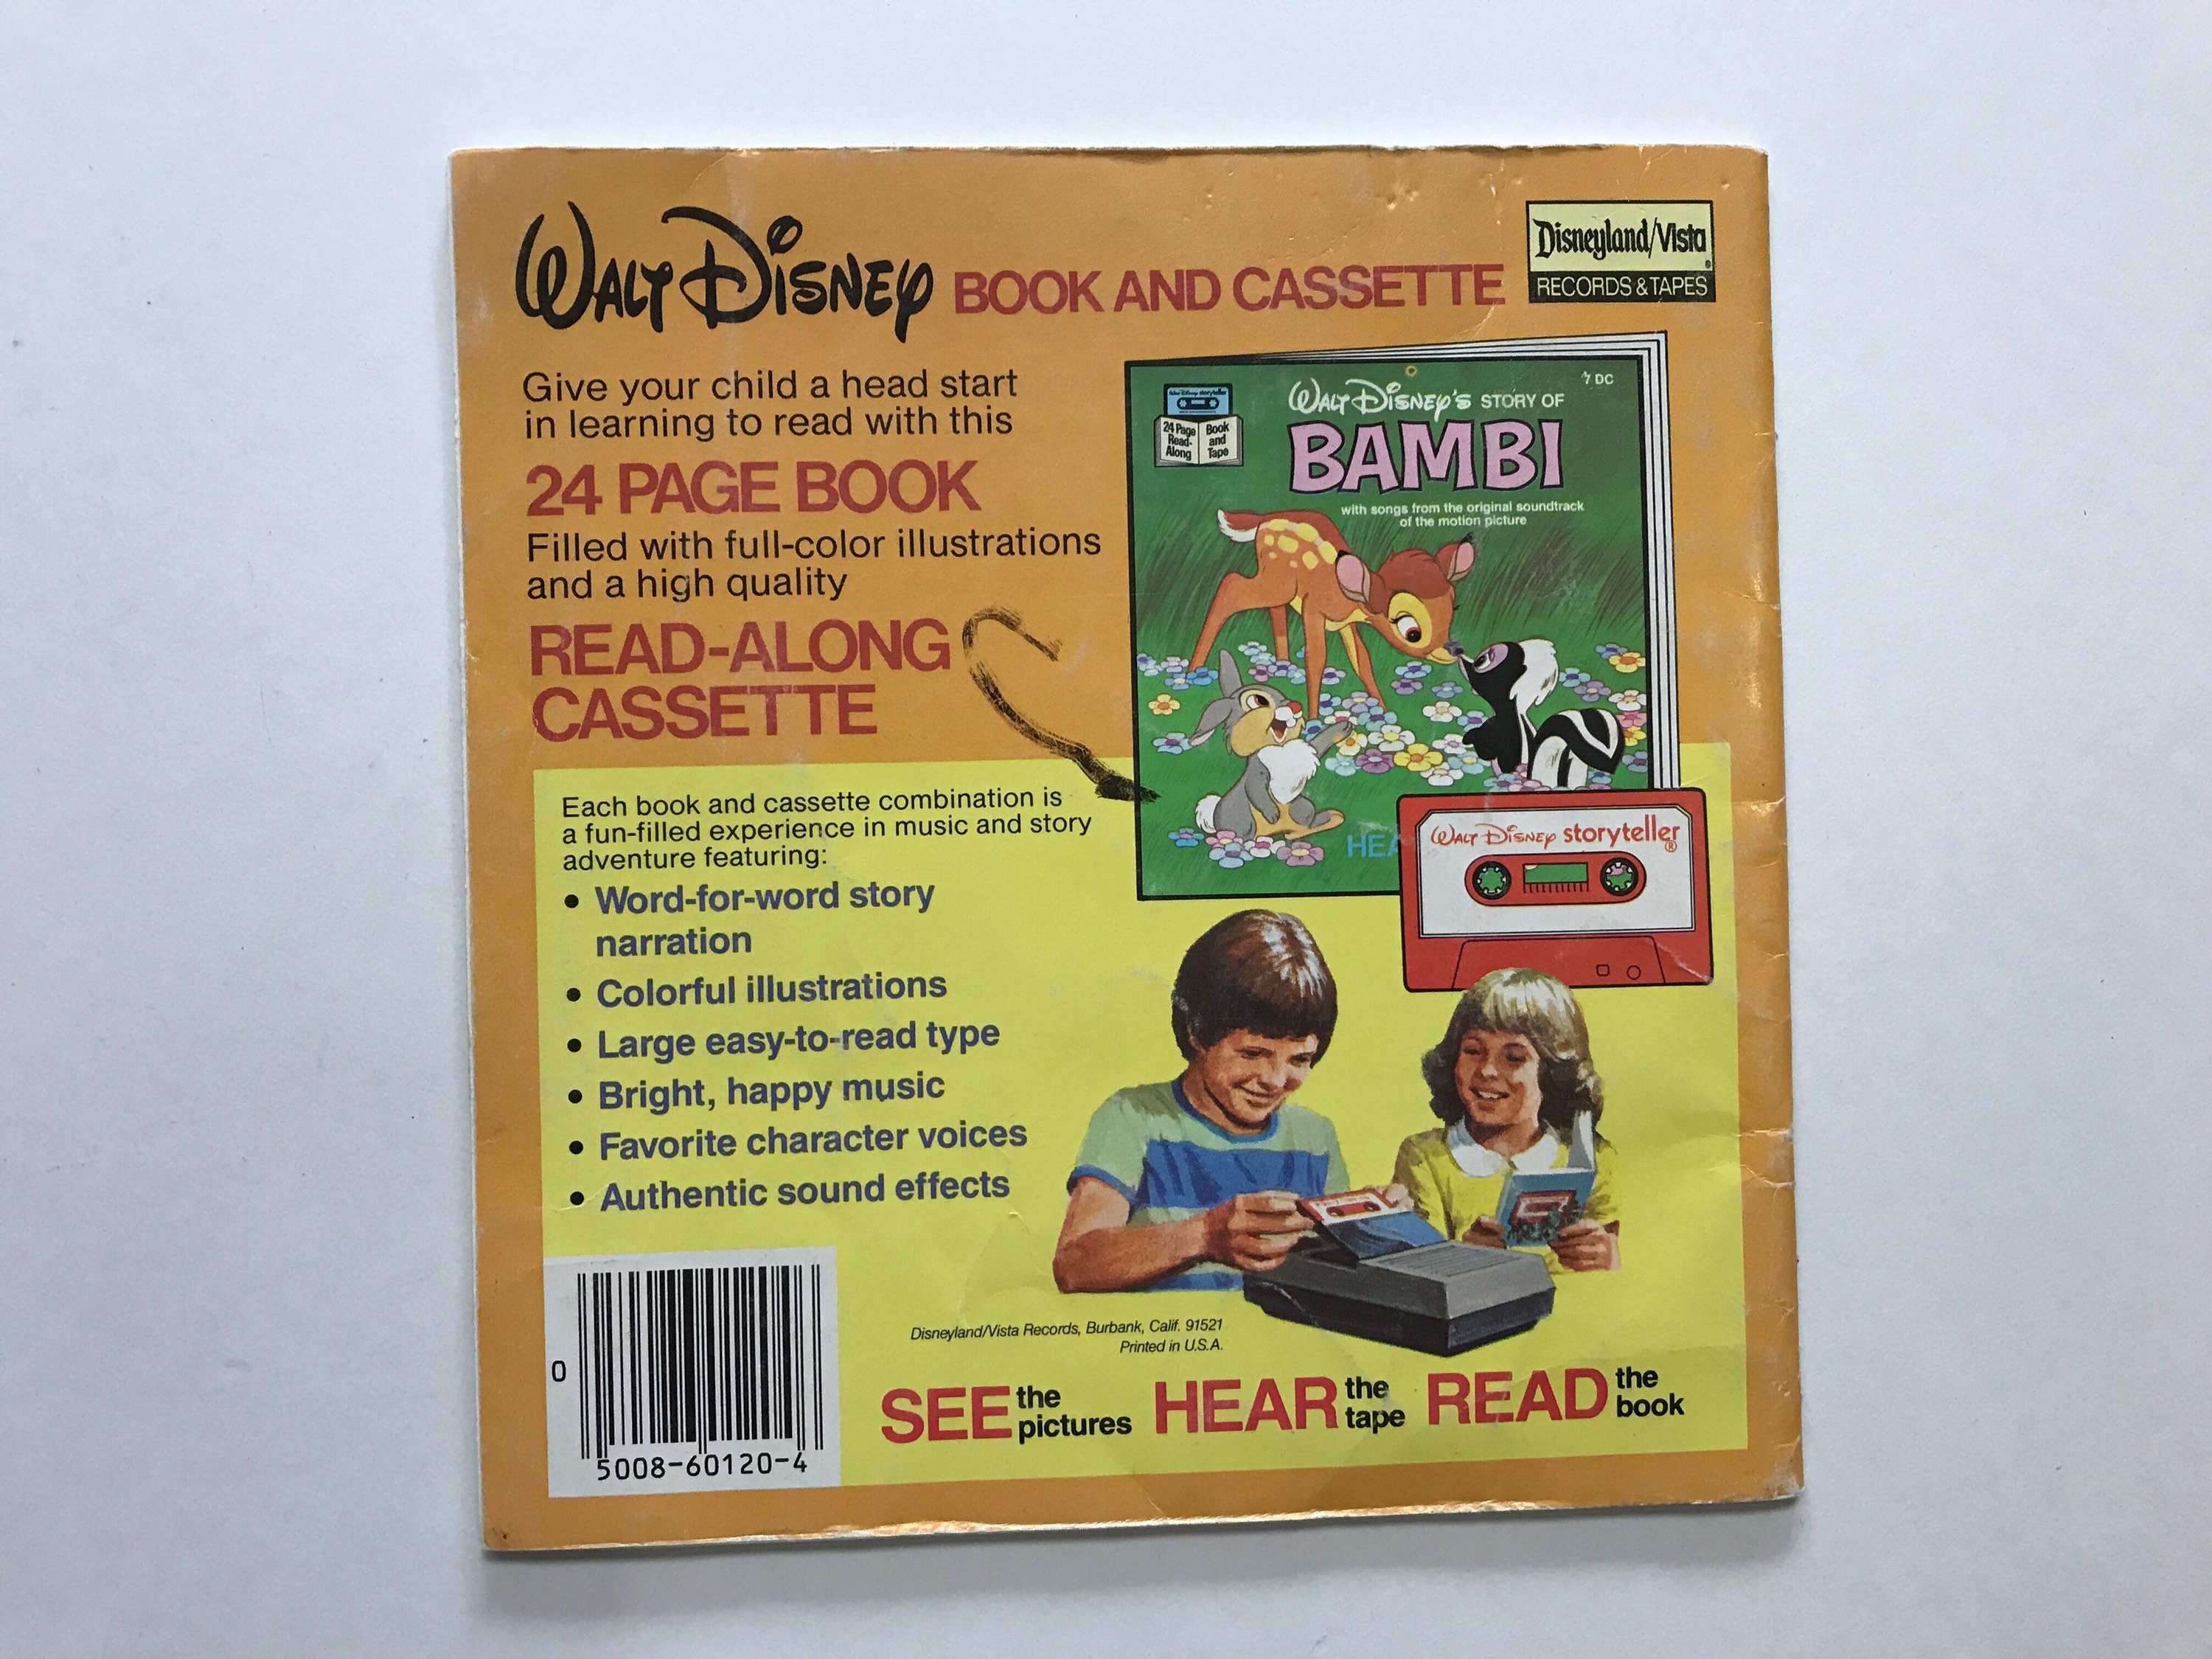 WALT DISNEY BOOK AND CASSETTE
Disneyland/Vista
RECORDS & TAPES
Give your child a head start
in learning to read with this
24 PAGE BOOK
Filled with full-color illustrations
and a high quality
READ-ALONG
CASSETTE
7 DC
24 Page Read-Along
Book and Tape
WALT DISNEY'S STORY OF
BAMBI
with songs from the original soundtrack
of the motion picture
HEA
WALT DISNEY storyteller®
Each book and cassette combination is
a fun-filled experience in music and story
adventure featuring:
• Word-for-word story
narration
• Colorful illustrations
• Large easy-to-read type
• Bright, happy music
• Favorite character voices
• Authentic sound effects
Disneyland/Vista Records, Burbank, Calif. 91521
Printed in U.S.A.
0
5008-60120-4
SEE the pictures HEAR the tape READ the book